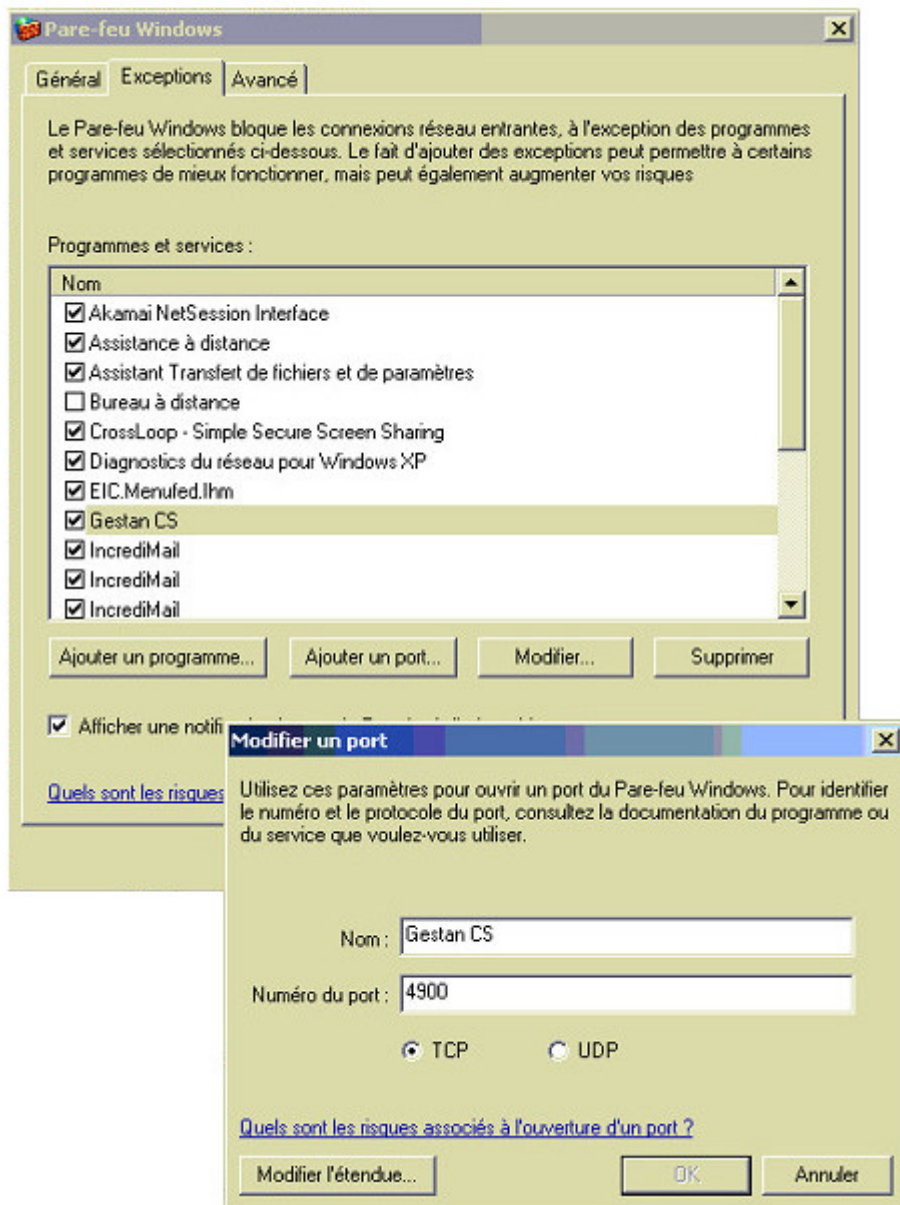 Pare-feu Windows
Général
Exceptions
Avancé
Le Pare-feu Windows bloque les connexions réseau entrantes, à l'exception des programmes
et services sélectionnés ci-dessous. Le fait d'ajouter des exceptions peut permettre à certains
programmes de mieux fonctionner, mais peut également augmenter vos risques
Programmes et services :
Nom
Akamai NetSession Interface
Assistance à distance
Assistant Transfert de fichiers et de paramètres
Bureau à distance
CrossLoop - Simple Secure Screen Sharing
Diagnostics du réseau pour Windows XP
EIC.Menufed.Ihm
Gestan CS
IncrediMail
IncrediMail
IncrediMail
Ajouter un programme...
Ajouter un port...
Modifier...
Supprimer
Afficher une
Quels sont les risques
Modifier un port
Utilisez ces paramètres pour ouvrir un port du Pare-feu Windows. Pour identifier
le numéro et le protocole du port, consultez la documentation du programme ou
du service que voulez-vous utiliser.
Nom : Gestan CS
Numéro du port : 4900
TCP
UDP
Quels sont les risques associés à l'ouverture d'un port ?
Modifier l'étendue...
OK
Annuler